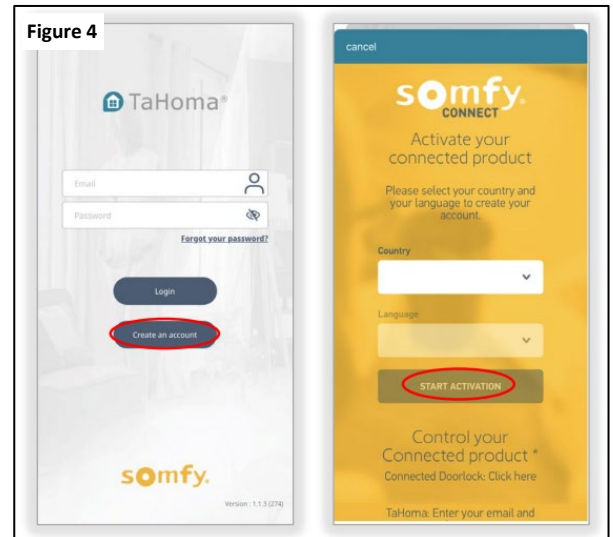 Figure 4
TaHoma®
Email
Password
Forgot your password?
Login
Create an account
somfy.
Version : 1.1.3 (274)
cancel
somfy.
CONNECT
Activate your
connected product
Please select your country and
your language to create your
account.
Country
Language
START ACTIVATION
Control your
Connected product *
Connected Doorlock: Click here
TaHoma: Enter your email and